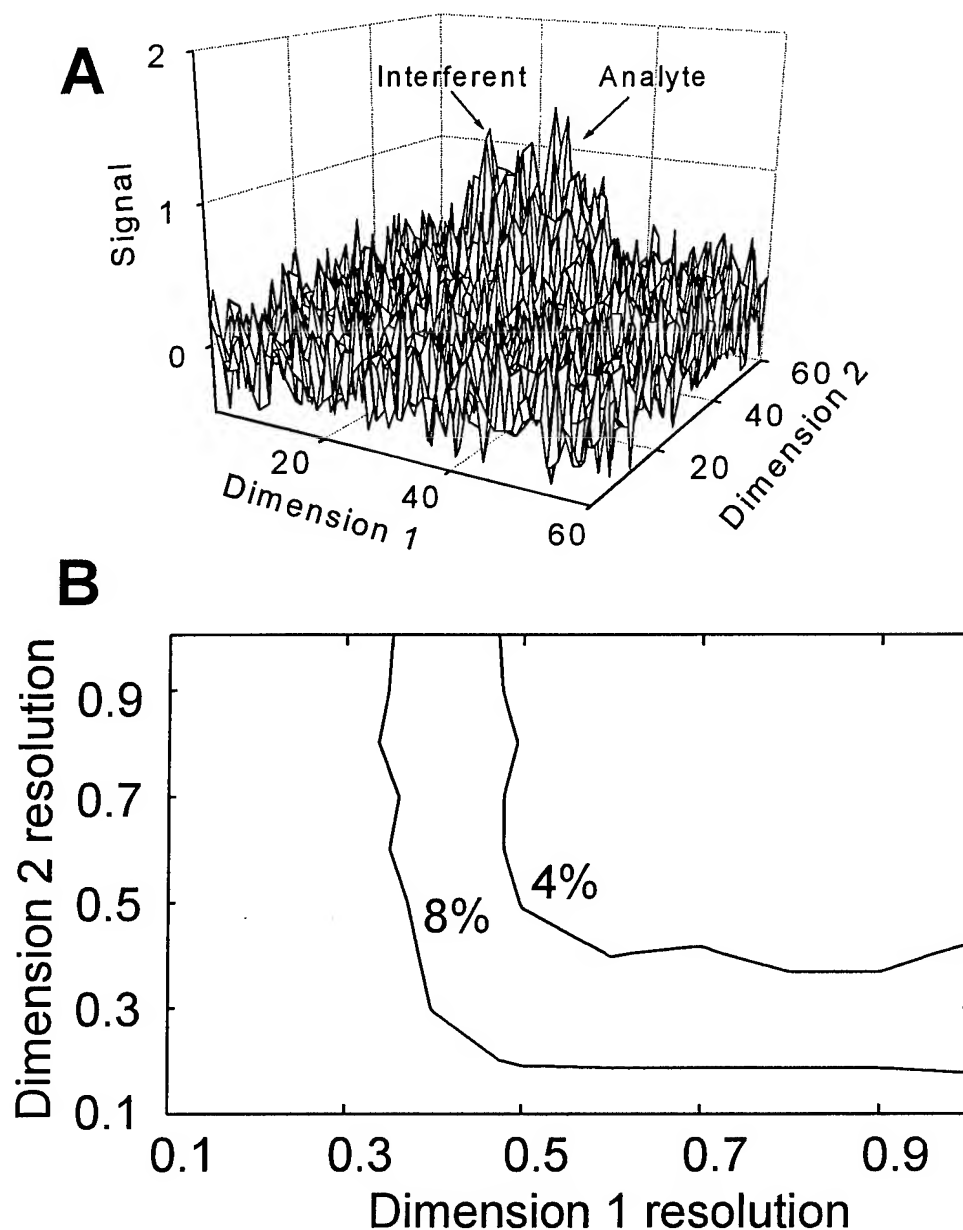 A
2
1
0
Signal
Interferent
Analyte
20
40
60
Dimension 1
20
40
60
Dimension 2
B
Dimension 2 resolution
0.9
0.7
0.5
0.3
0.1
8%
4%
0.1
0.3
0.5
0.7
0.9
Dimension 1 resolution